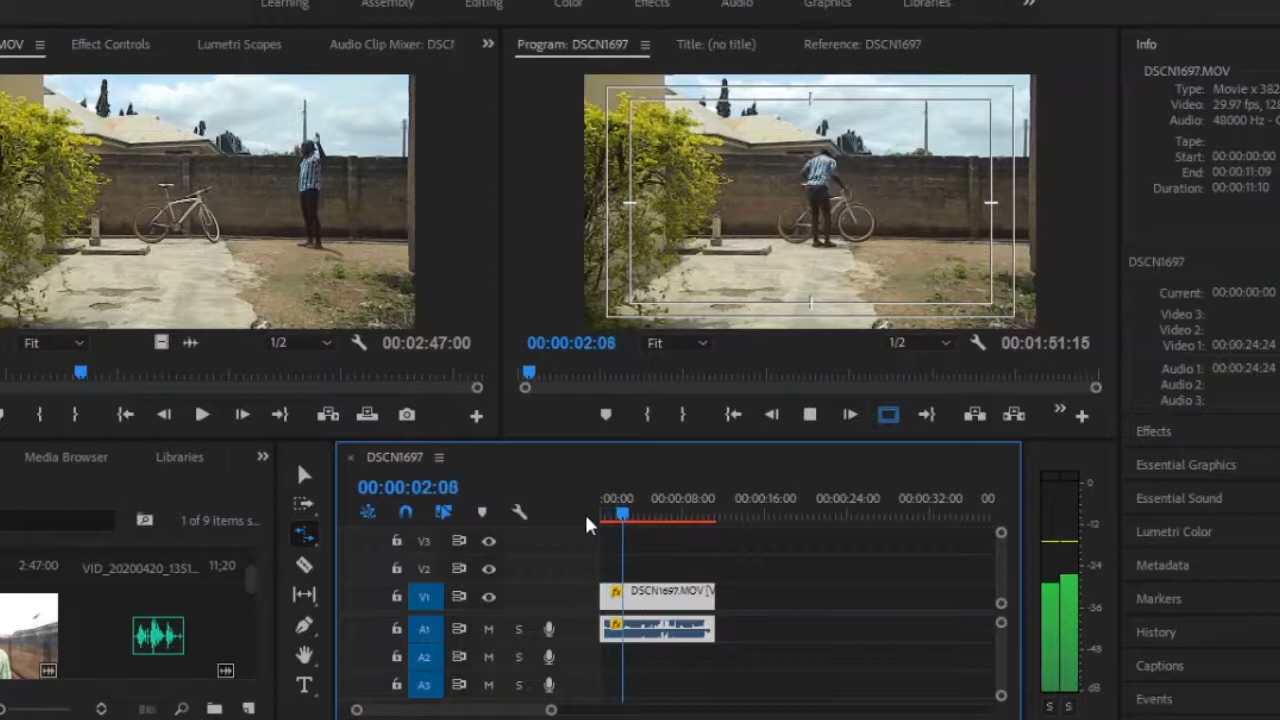 Learning Assembly Editing Color Effects Audio Graphics Libraries
MOV Effect Controls Lumetri Scopes Audio Clip Mixer: DSCI
Program: DSCN1697 Title: (no title) Reference: DSCN1697
Info
DSCN1697.MOV
Type: Movie x 382
Video: 29.97 fps, 128
Audio: 48000 Hz - C
Tape:
Start: 00:00:00:00
End: 00:00:11:09
Duration: 00:00:11:10
DSCN1697
Current: 00:00:00:00
Video 3:
Video 2:
Video 1: 00:00:24:24
Audio 1: 00:00:24:24
Audio 2:
Audio 3:
Fit 1/2 00:02:47:00
00:00:02:08 Fit 1/2 00:01:51:15
Media Browser Libraries
1 of 9 items s...
2:47:00 VID_20200420_1351... 11;20
DSCN1697
00:00:02:08
:00:00 00:00:08:00 00:00:16:00 00:00:24:00 00:00:32:00 00
V3
V2
V1 fx DSCN1697.MOV [V
A1 M S fx
A2 M S
A3 M S
T
0
-12
-24
-36
-48
dB
S S
Effects
Essential Graphics
Essential Sound
Lumetri Color
Metadata
Markers
History
Captions
Events